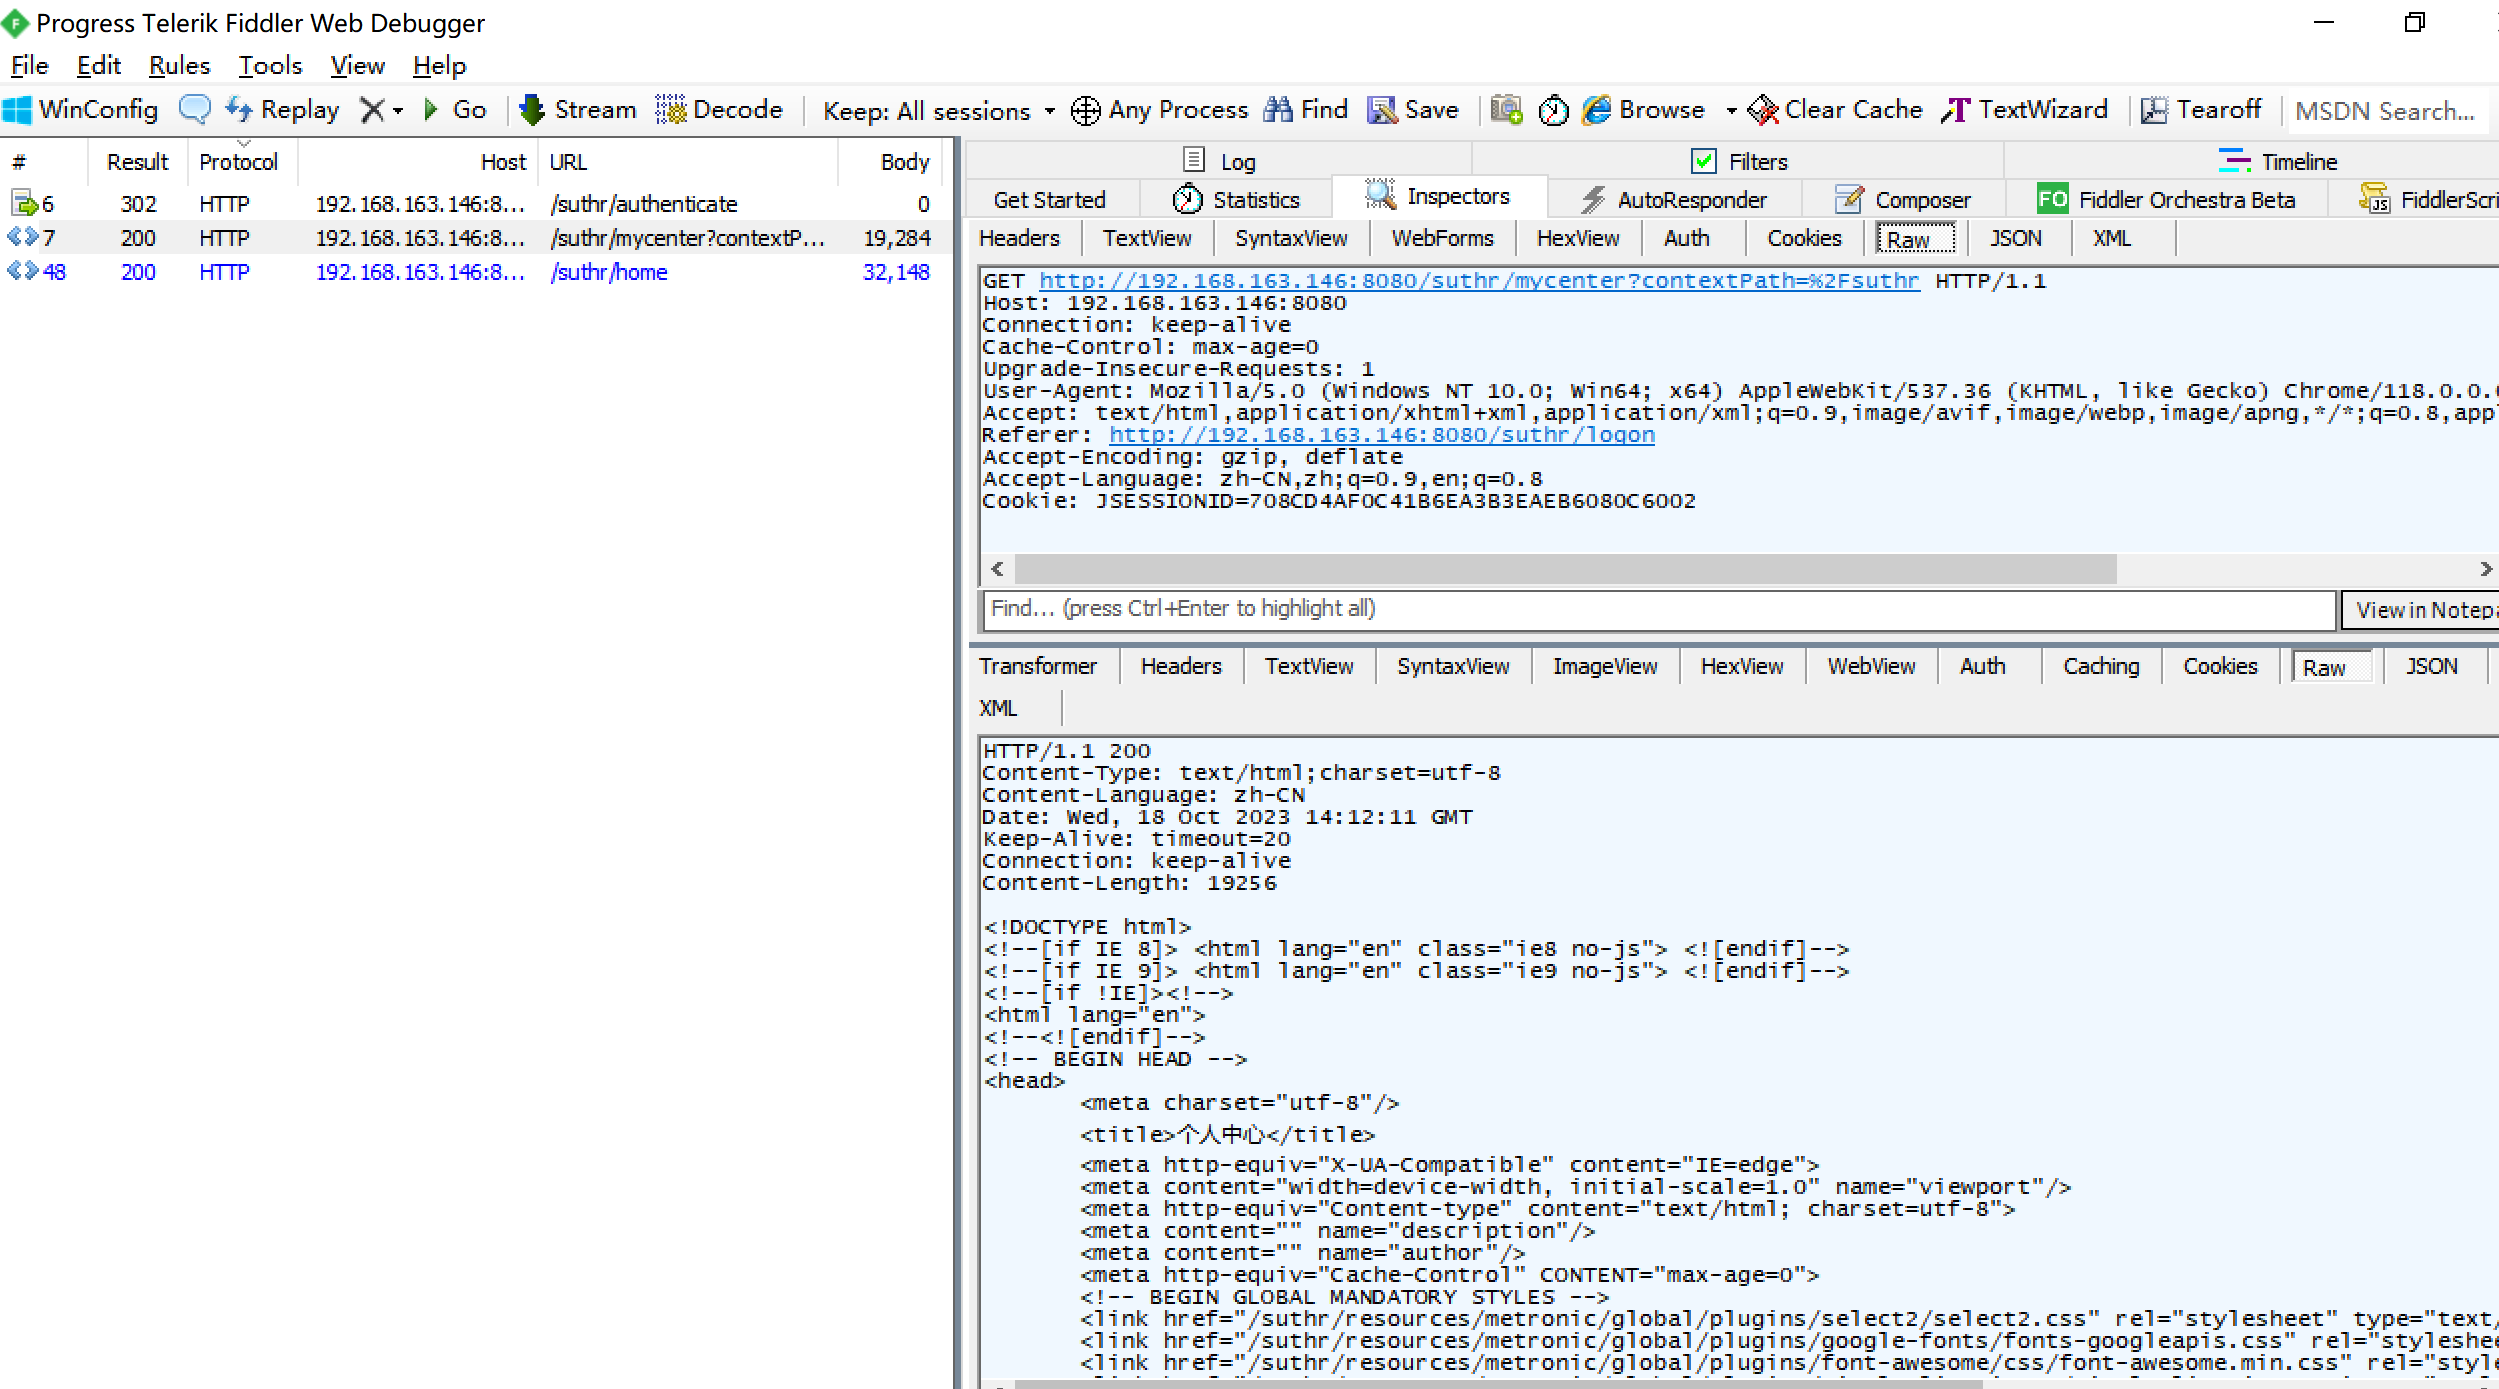 Progress Telerik Fiddler Web Debugger
File Edit Rules Tools View Help
WinConfig Replay Go Stream Decode Keep: All sessions Any Process Find Save Browse Clear Cache TextWizard Tearoff MSDN Search...
# Result Protocol Host URL Body
6 302 HTTP 192.168.163.146:8... /suthr/authenticate 0
7 200 HTTP 192.168.163.146:8... /suthr/mycenter?contextP... 19,284
48 200 HTTP 192.168.163.146:8... /suthr/home 32,148
Log Filters Timeline
Get Started Statistics Inspectors AutoResponder Composer FO Fiddler Orchestra Beta FiddlerScri
Headers TextView SyntaxView WebForms HexView Auth Cookies Raw JSON XML
GET http://192.168.163.146:8080/suthr/mycenter?contextPath=%2Fsuthr HTTP/1.1
Host: 192.168.163.146:8080
Connection: keep-alive
Cache-Control: max-age=0
Upgrade-Insecure-Requests: 1
User-Agent: Mozilla/5.0 (Windows NT 10.0; Win64; x64) AppleWebKit/537.36 (KHTML, like Gecko) Chrome/118.0.0.
Accept: text/html,application/xhtml+xml,application/xml;q=0.9,image/avif,image/webp,image/apng,*/*;q=0.8,appl
Referer: http://192.168.163.146:8080/suthr/logon
Accept-Encoding: gzip, deflate
Accept-Language: zh-CN,zh;q=0.9,en;q=0.8
Cookie: JSESSIONID=708CD4AF0C41B6EA3B3EAEB6080C6002
Find... (press Ctrl+Enter to highlight all) View in Notepa
Transformer Headers TextView SyntaxView ImageView HexView WebView Auth Caching Cookies Raw JSON
XML
HTTP/1.1 200
Content-Type: text/html;charset=utf-8
Content-Language: zh-CN
Date: Wed, 18 Oct 2023 14:12:11 GMT
Keep-Alive: timeout=20
Connection: keep-alive
Content-Length: 19256
<!DOCTYPE html>
<!--[if IE 8]> <html lang="en" class="ie8 no-js"> <![endif]-->
<!--[if IE 9]> <html lang="en" class="ie9 no-js"> <![endif]-->
<!--[if !IE]><!-->
<html lang="en">
<!--<![endif]-->
<!-- BEGIN HEAD -->
<head>
<meta charset="utf-8"/>
<title>个人中心</title>
<meta http-equiv="X-UA-Compatible" content="IE=edge">
<meta content="width=device-width, initial-scale=1.0" name="viewport"/>
<meta http-equiv="Content-type" content="text/html; charset=utf-8">
<meta content="" name="description"/>
<meta content="" name="author"/>
<meta http-equiv="Cache-Control" CONTENT="max-age=0">
<!-- BEGIN GLOBAL MANDATORY STYLES -->
<link href="/suthr/resources/metronic/global/plugins/select2/select2.css" rel="stylesheet" type="text/
<link href="/suthr/resources/metronic/global/plugins/google-fonts/fonts-googleapis.css" rel="styleshee
<link href="/suthr/resources/metronic/global/plugins/font-awesome/css/font-awesome.min.css" rel="style